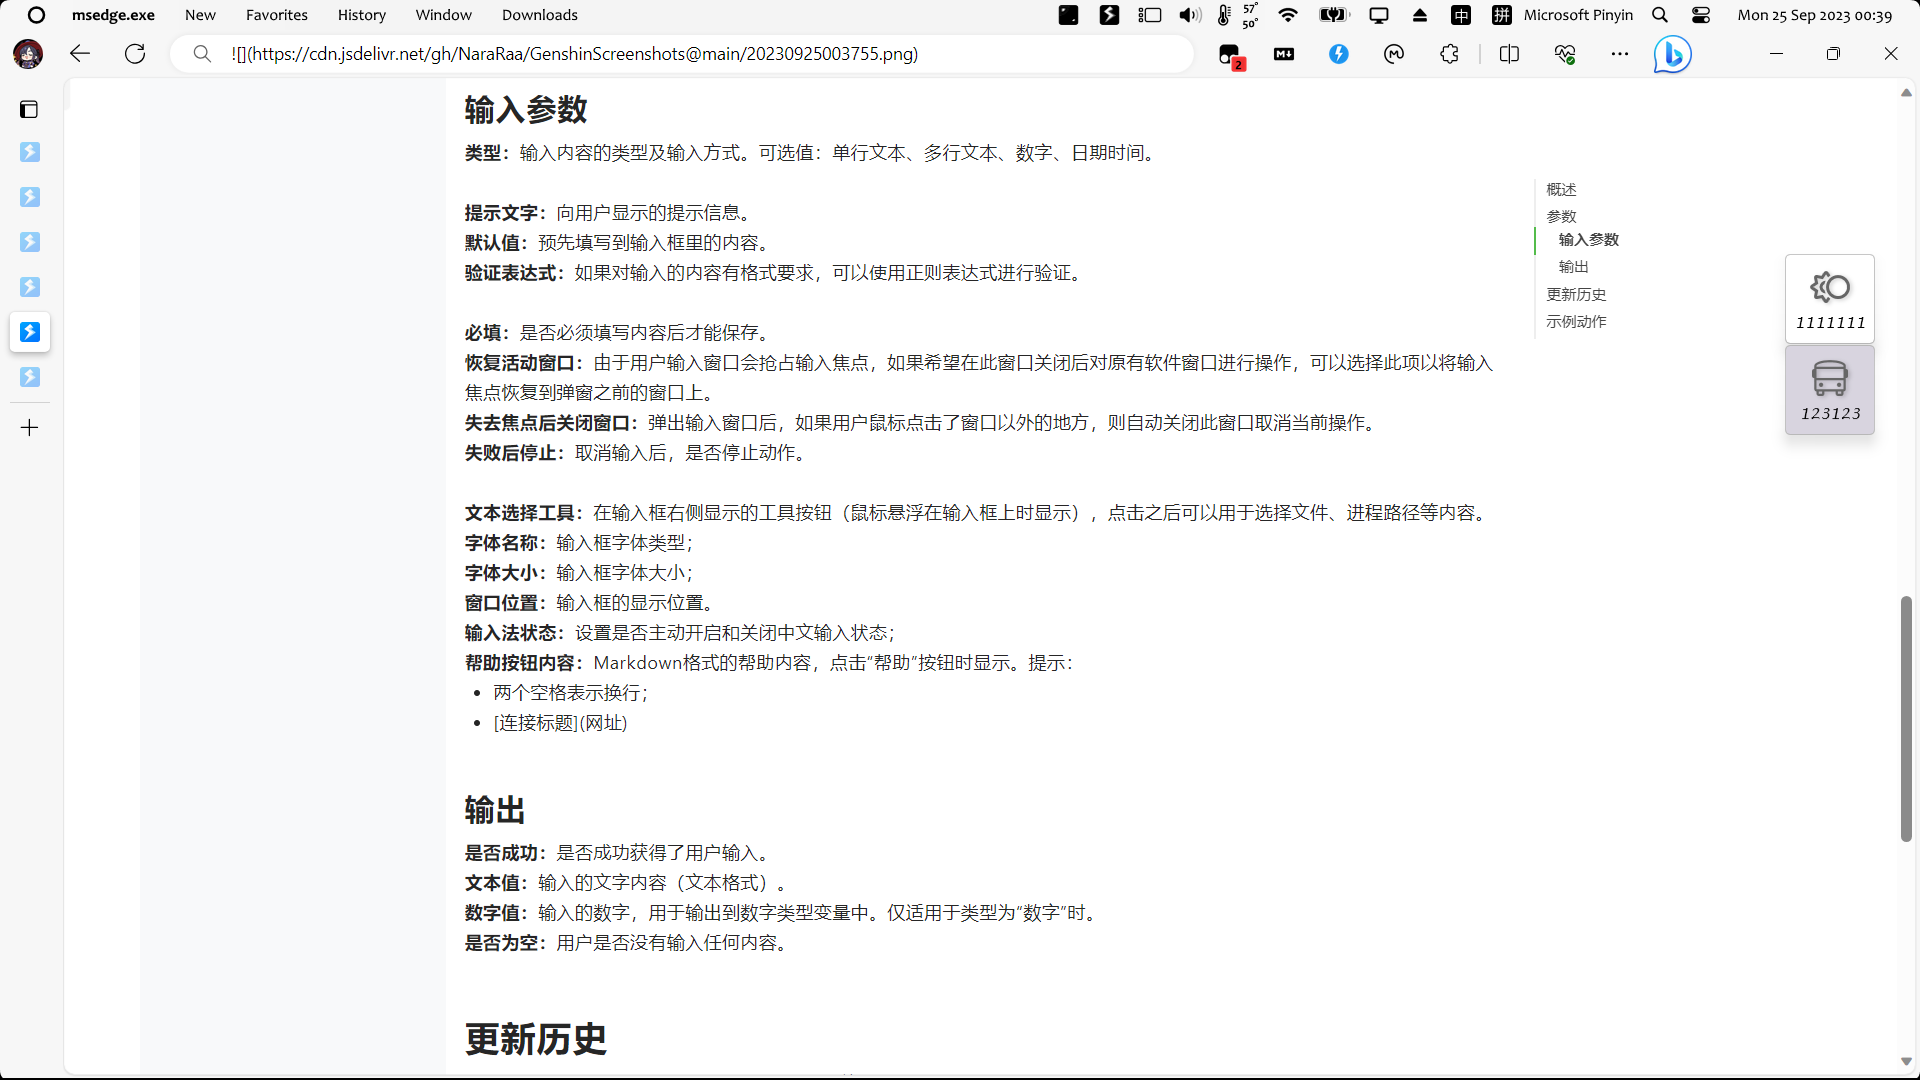 msedge.exe New Favorites History Window Downloads 57° 50° 中 拼 Microsoft Pinyin Mon 25 Sep 2023 00:39
![](https://cdn.jsdelivr.net/gh/NaraRaa/GenshinScreenshots@main/20230925003755.png) 2 M
输入参数
类型：输入内容的类型及输入方式。可选值：单行文本、多行文本、数字、日期时间。
提示文字：向用户显示的提示信息。
默认值：预先填写到输入框里的内容。
验证表达式：如果对输入的内容有格式要求，可以使用正则表达式进行验证。
必填：是否必须填写内容后才能保存。
恢复活动窗口：由于用户输入窗口会抢占输入焦点，如果希望在此窗口关闭后对原有软件窗口进行操作，可以选择此项以将输入
焦点恢复到弹窗之前的窗口上。
失去焦点后关闭窗口：弹出输入窗口后，如果用户鼠标点击了窗口以外的地方，则自动关闭此窗口取消当前操作。
失败后停止：取消输入后，是否停止动作。
文本选择工具：在输入框右侧显示的工具按钮（鼠标悬浮在输入框上时显示），点击之后可以用于选择文件、进程路径等内容。
字体名称：输入框字体类型；
字体大小：输入框字体大小；
窗口位置：输入框的显示位置。
输入法状态：设置是否主动开启和关闭中文输入状态；
帮助按钮内容：Markdown格式的帮助内容，点击“帮助”按钮时显示。提示：
• 两个空格表示换行；
• [连接标题](网址)
输出
是否成功：是否成功获得了用户输入。
文本值：输入的文字内容（文本格式）。
数字值：输入的数字，用于输出到数字类型变量中。仅适用于类型为“数字”时。
是否为空：用户是否没有输入任何内容。
更新历史
概述
参数
输入参数
输出
更新历史
示例动作
1111111
123123